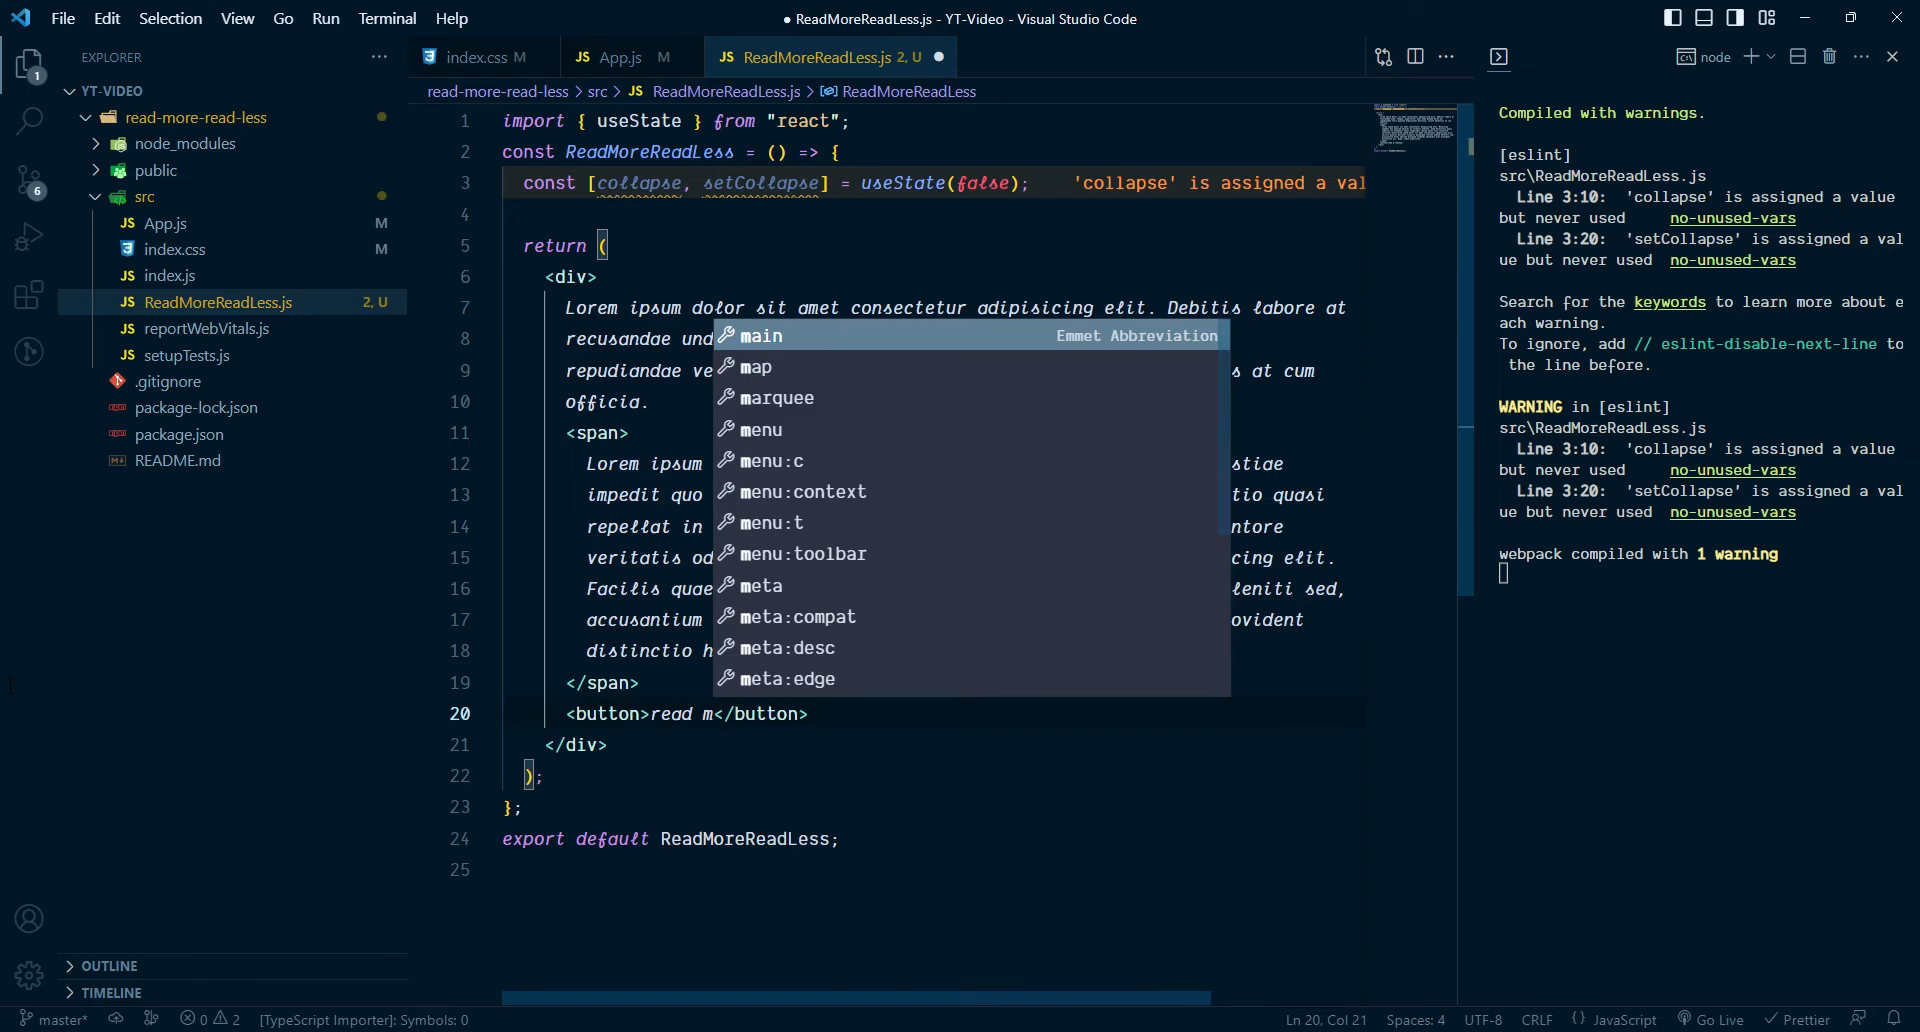 File Edit Selection View Go Run Terminal Help
● ReadMoreReadLess.js - YT-Video - Visual Studio Code
EXPLORER
YT-VIDEO
read-more-read-less
node_modules
public
src
JS App.js M
index.css M
JS index.js
JS ReadMoreReadLess.js 2, U
JS reportWebVitals.js
JS setupTests.js
.gitignore
package-lock.json
package.json
README.md
OUTLINE
TIMELINE
1
6
index.css M
JS App.js M
JS ReadMoreReadLess.js 2, U
read-more-read-less > src > JS ReadMoreReadLess.js > ReadMoreReadLess
1 import { useState } from "react";
2 const ReadMoreReadLess = () => {
3 const [collapse, setCollapse] = useState(false); 'collapse' is assigned a val
4
5 return (
6 <div>
7 Lorem ipsum dolor sit amet consectetur adipisicing elit. Debitis labore at
8 recusandae und
9 repudiandae ve s at cum
10 officia.
11 <span>
12 Lorem ipsum stiae
13 impedit quo tio quasi
14 repellat in ntore
15 veritatis od cing elit.
16 Facilis quae leniti sed,
17 accusantium ovident
18 distinctio h
19 </span>
20 <button>read m</button>
21 </div>
22 );
23 };
24 export default ReadMoreReadLess;
25
main Emmet Abbreviation
map
marquee
menu
menu:c
menu:context
menu:t
menu:toolbar
meta
meta:compat
meta:desc
meta:edge
node
Compiled with warnings.
[eslint]
src\ReadMoreReadLess.js
Line 3:10: 'collapse' is assigned a value
but never used no-unused-vars
Line 3:20: 'setCollapse' is assigned a val
ue but never used no-unused-vars
Search for the keywords to learn more about e
ach warning.
To ignore, add // eslint-disable-next-line to
the line before.
WARNING in [eslint]
src\ReadMoreReadLess.js
Line 3:10: 'collapse' is assigned a value
but never used no-unused-vars
Line 3:20: 'setCollapse' is assigned a val
ue but never used no-unused-vars
webpack compiled with 1 warning
master* 0 2 [TypeScript Importer]: Symbols: 0
Ln 20, Col 21 Spaces: 4 UTF-8 CRLF {} JavaScript Go Live Prettier